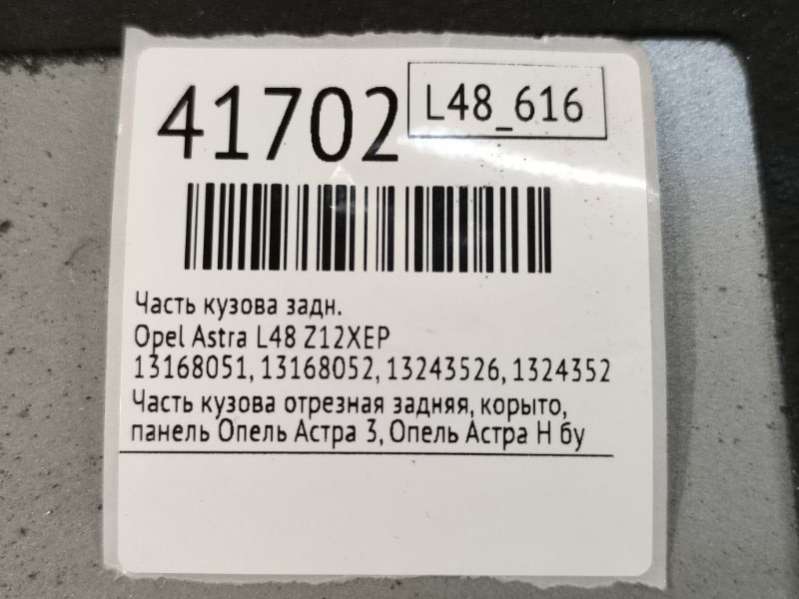 41702
L48_616
Часть кузова задн.
Opel Astra L48 Z12XEP
13168051, 13168052, 13243526, 1324352
Часть кузова отрезная задняя, корыто,
панель Опель Астра 3, Опель Астра Н бу